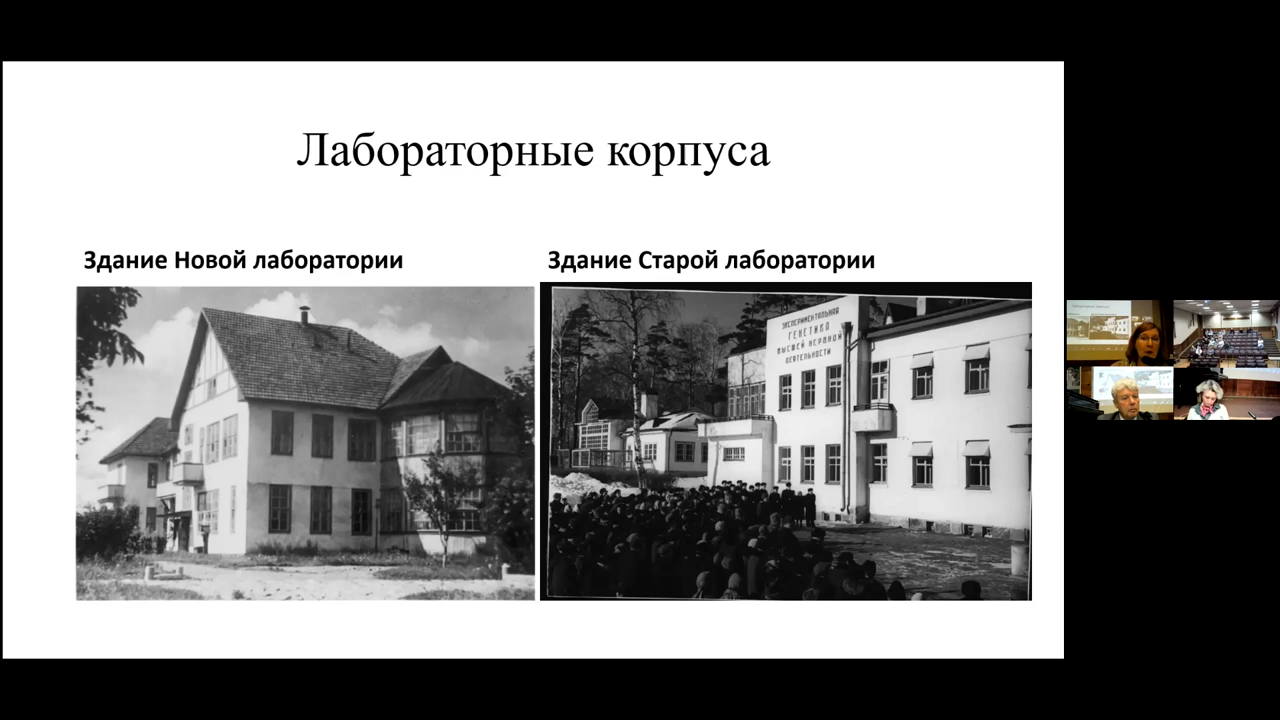 Лабораторные корпуса
Здание Новой лаборатории
Здание Старой лаборатории
ЭКСПЕРИМЕНТАЛЬНАЯ
ГЕНЕТИКА
ВЫСШЕЙ НЕРВНОЙ
ДЕЯТЕЛЬНОСТИ